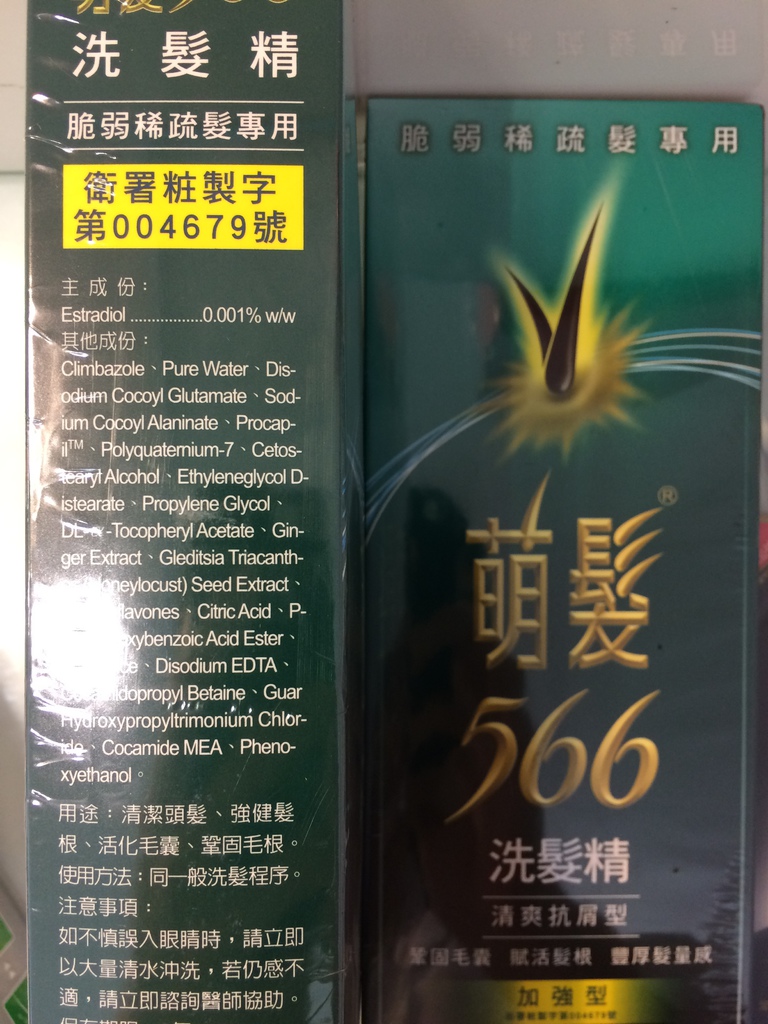 洗髮精
脆弱稀疏髮專用
衛署粧製字
第004679號
主成份：
Estradiol ................0.001% w/w
其他成份：
Climbazole、Pure Water、Dis-
odium Cocoyl Glutamate、Sod-
ium Cocoyl Alaninate、Procap-
il™、Polyquaternium-7、Cetos-
tearyl Alcohol、Ethyleneglycol D-
istearate、Propylene Glycol、
DL-α-Tocopheryl Acetate、Gin-
ger Extract、Gleditsia Triacanth-
Seed Extract、
Citric Acid、P-
Acid Ester、
Disodium EDTA、
Betaine、Guar
Hydroxypropyltrimonium Chlor-
ide、Cocamide MEA、Pheno-
xyethanol。
用途：清潔頭髮、強健髮
根、活化毛囊、鞏固毛根。
使用方法：同一般洗髮程序。
注意事項：
如不慎誤入眼睛時，請立即
以大量清水沖洗，若仍感不
適，請立即諮詢醫師協助。
脆弱稀疏髮專用
萌髮®
566
洗髮精
清爽抗屑型
鞏固毛囊 賦活髮根 豐厚髮量感
加強型